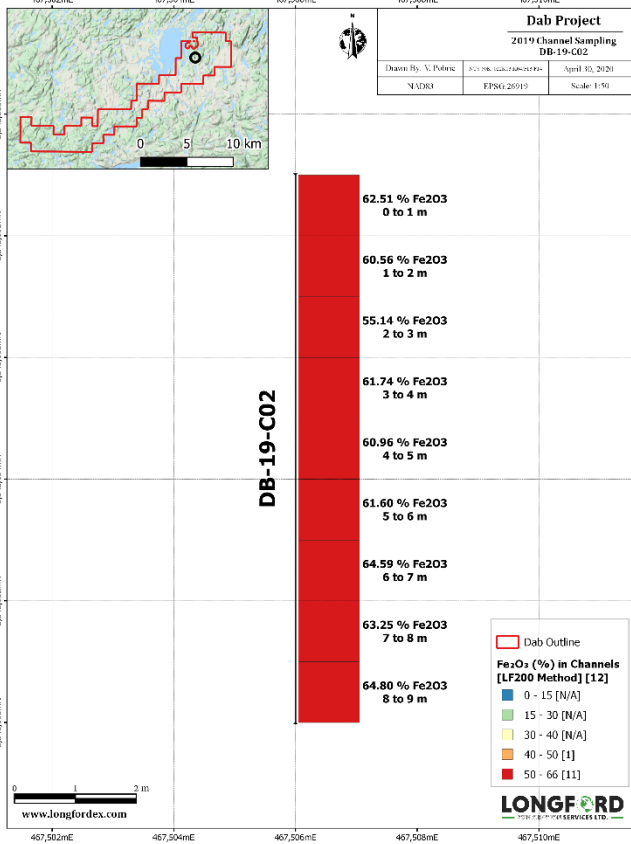 Dab Project
2019 Channel Sampling
DB-19-C02
Drawn By: V. Pobric
April 30, 2020
NAD83
EPSG:26919
Scale: 1:50
0 5 10 km
N
62.51 % Fe2O3
0 to 1 m
60.56 % Fe2O3
1 to 2 m
55.14 % Fe2O3
2 to 3 m
61.74 % Fe2O3
3 to 4 m
DB-19-C02
60.96 % Fe2O3
4 to 5 m
61.60 % Fe2O3
5 to 6 m
64.59 % Fe2O3
6 to 7 m
63.25 % Fe2O3
7 to 8 m
64.80 % Fe2O3
8 to 9 m
Dab Outline
Fe₂O₃ (%) in Channels
[LF200 Method] [12]
0 - 15 [N/A]
15 - 30 [N/A]
30 - 40 [N/A]
40 - 50 [1]
50 - 66 [11]
0 1 2 m
www.longfordex.com
LONGFORD
SERVICES LTD.
467,502mE 467,504mE 467,506mE 467,508mE 467,510mE